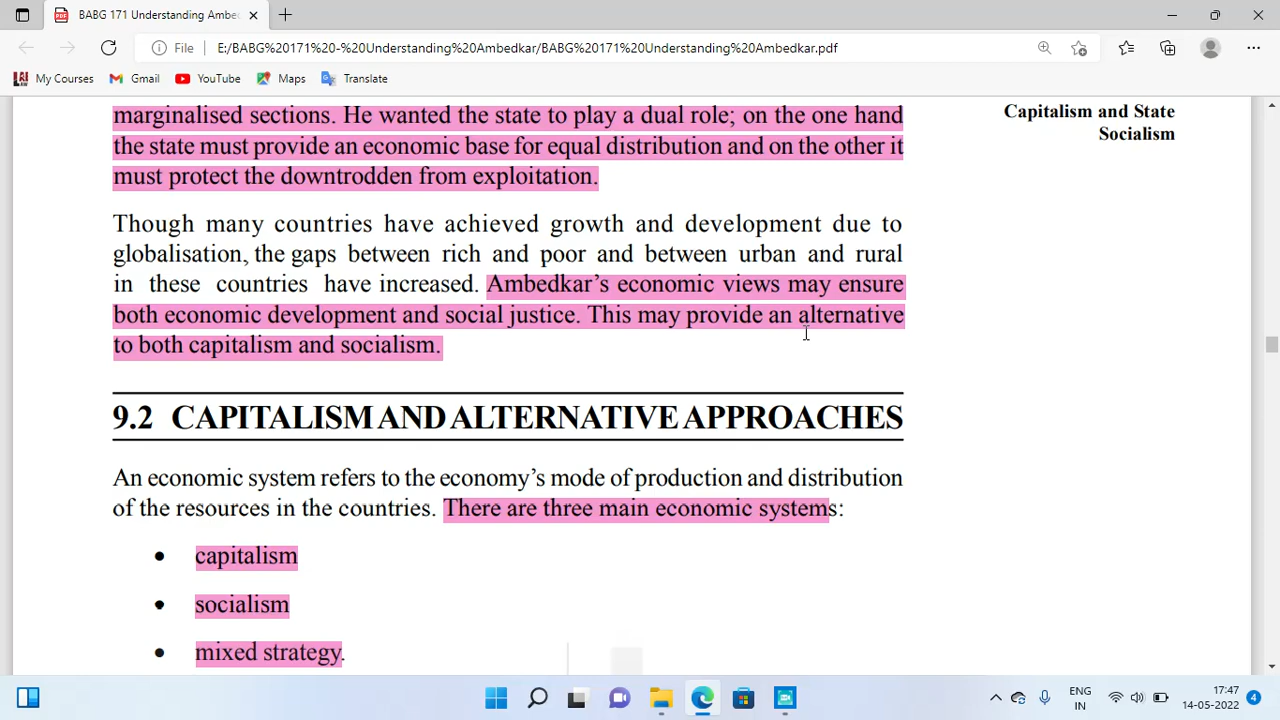 BABG 171 Understanding Ambe
File
E:/BABG%20171%20-%20Understanding%20Ambedkar/BABG%20171%20Understanding%20Ambedkar.pdf
My Courses
Gmail
YouTube
Maps
Translate
marginalised sections. He wanted the state to play a dual role; on the one hand
the state must provide an economic base for equal distribution and on the other it
must protect the downtrodden from exploitation.
Capitalism and State
Socialism
Though many countries have achieved growth and development due to
globalisation, the gaps between rich and poor and between urban and rural
in these countries have increased. Ambedkar's economic views may ensure
both economic development and social justice. This may provide an alternative
to both capitalism and socialism.
9.2 CAPITALISM AND ALTERNATIVE APPROACHES
An economic system refers to the economy's mode of production and distribution
of the resources in the countries. There are three main economic systems:
• capitalism
• socialism
• mixed strategy.
ENG
IN
17:47
14-05-2022
4